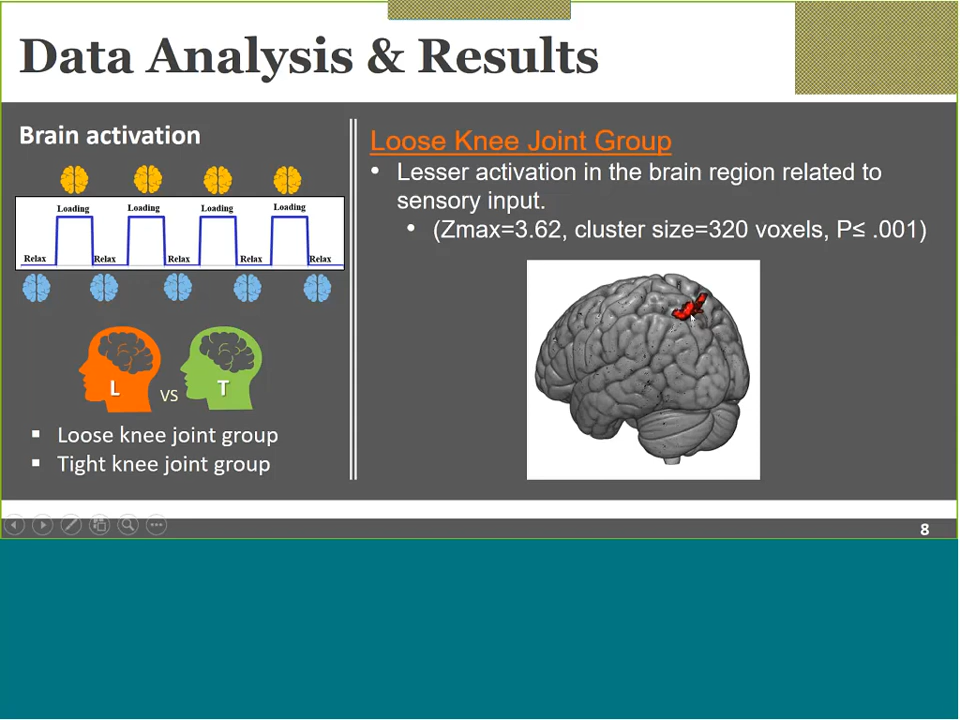 Data Analysis & Results
Brain activation
Loading Loading Loading Loading
Relax Relax Relax Relax Relax
L VS T
▪ Loose knee joint group
▪ Tight knee joint group
Loose Knee Joint Group
• Lesser activation in the brain region related to
sensory input.
• (Zmax=3.62, cluster size=320 voxels, P≤ .001)
8